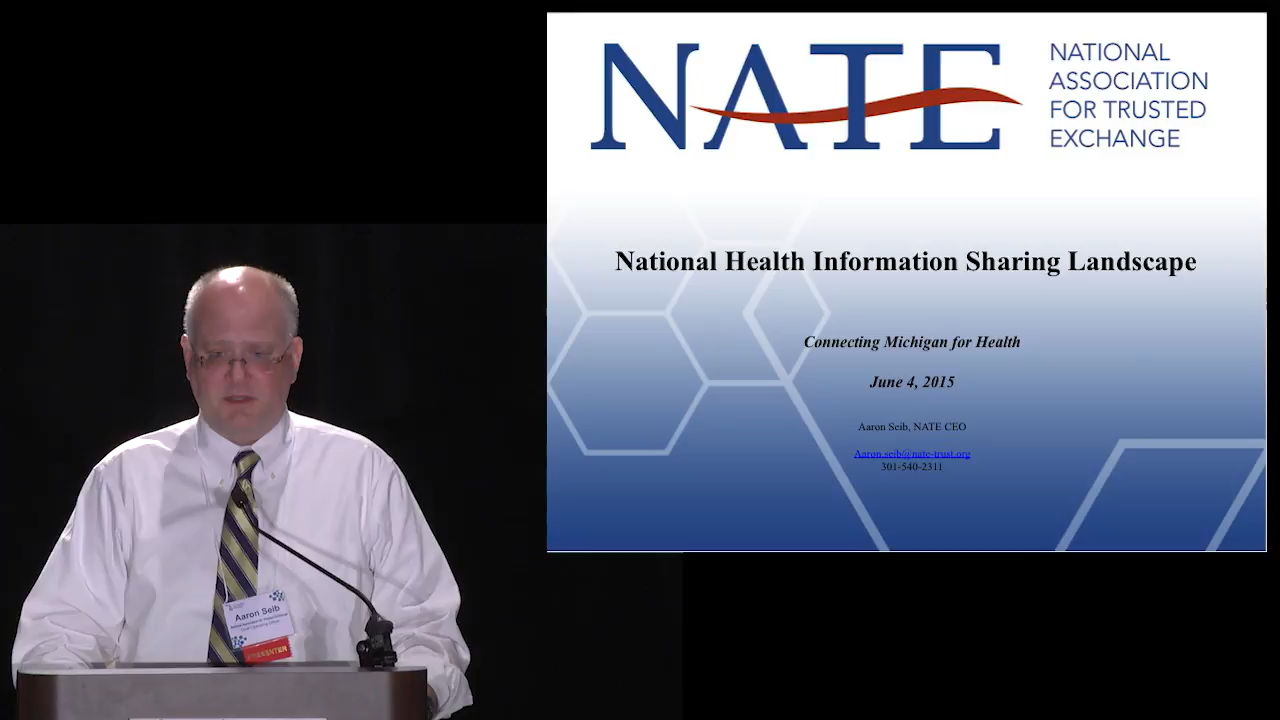 NATE
NATIONAL
ASSOCIATION
FOR TRUSTED
EXCHANGE
National Health Information Sharing Landscape
Connecting Michigan for Health
June 4, 2015
Aaron Seib, NATE CEO
Aaron.seib@nate-trust.org
301-540-2311
Aaron Seib
PRESENTER